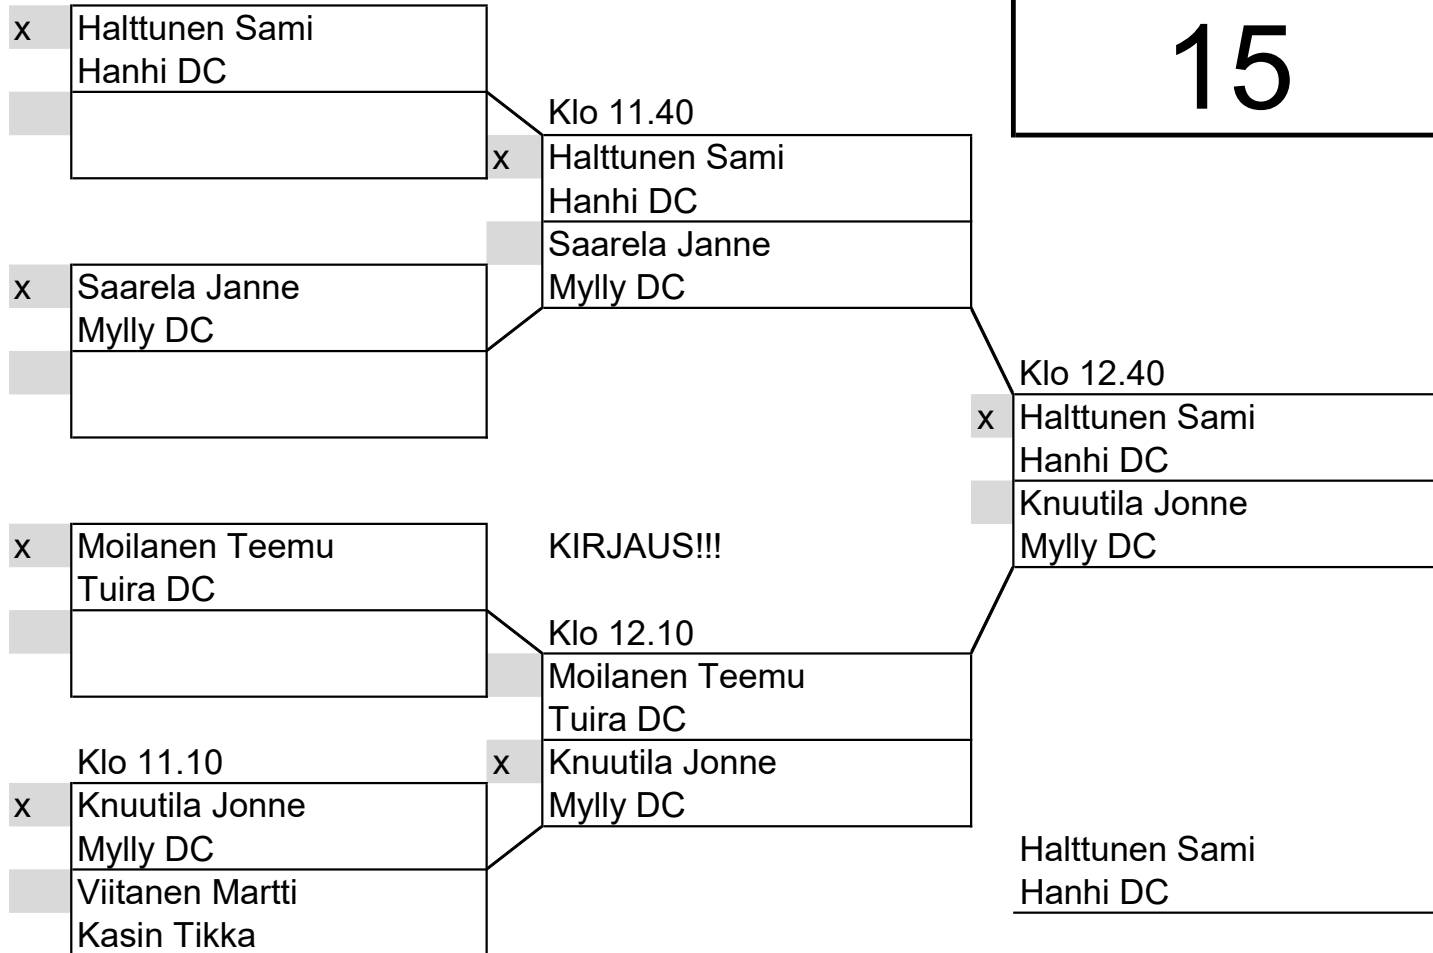 x Halttunen Sami
Hanhi DC
15
Klo 11.40
x Halttunen Sami
Hanhi DC
Saarela Janne
Mylly DC
x Saarela Janne
Mylly DC
Klo 12.40
x Halttunen Sami
Hanhi DC
Knuutila Jonne
Mylly DC
x Moilanen Teemu
Tuira DC
KIRJAUS!!!
Klo 12.10
Moilanen Teemu
Tuira DC
x Knuutila Jonne
Mylly DC
Klo 11.10
x Knuutila Jonne
Mylly DC
Viitanen Martti
Kasin Tikka
Halttunen Sami
Hanhi DC